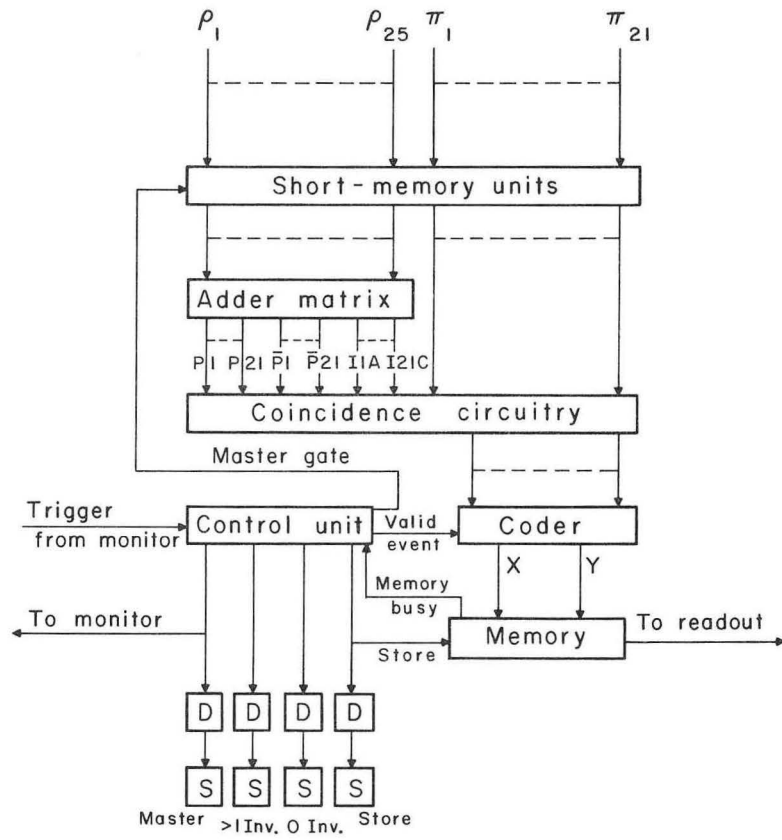 ρ1 ρ25 π1 π21
Short-memory units
Adder matrix
P1 P21 P̄1 P̄21 I1A I21C
Coincidence circuitry
Master gate
Trigger
from monitor
Control unit
Valid
event
Coder
X Y
Memory
busy
To monitor
Store
Memory
To readout
D D D D
S S S S
Master >1 Inv. 0 Inv. Store